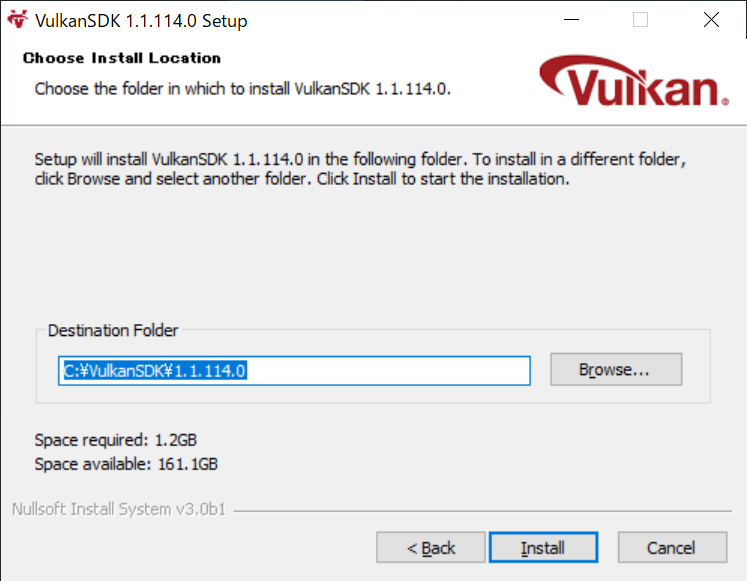 VulkanSDK 1.1.114.0 Setup
Choose Install Location
Choose the folder in which to install VulkanSDK 1.1.114.0.
Vulkan®
Setup will install VulkanSDK 1.1.114.0 in the following folder. To install in a different folder,
click Browse and select another folder. Click Install to start the installation.
Destination Folder
C:¥VulkanSDK¥1.1.114.0
Browse...
Space required: 1.2GB
Space available: 161.1GB
Nullsoft Install System v3.0b1
< Back
Install
Cancel